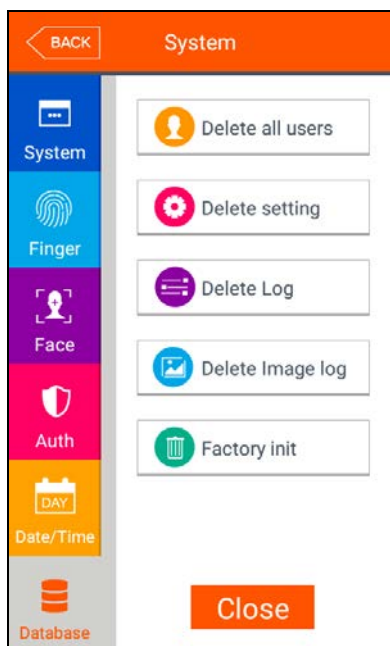 BACK
System
System
Finger
Face
Auth
DAY
Date/Time
Database
Delete all users
Delete setting
Delete Log
Delete Image log
Factory init
Close